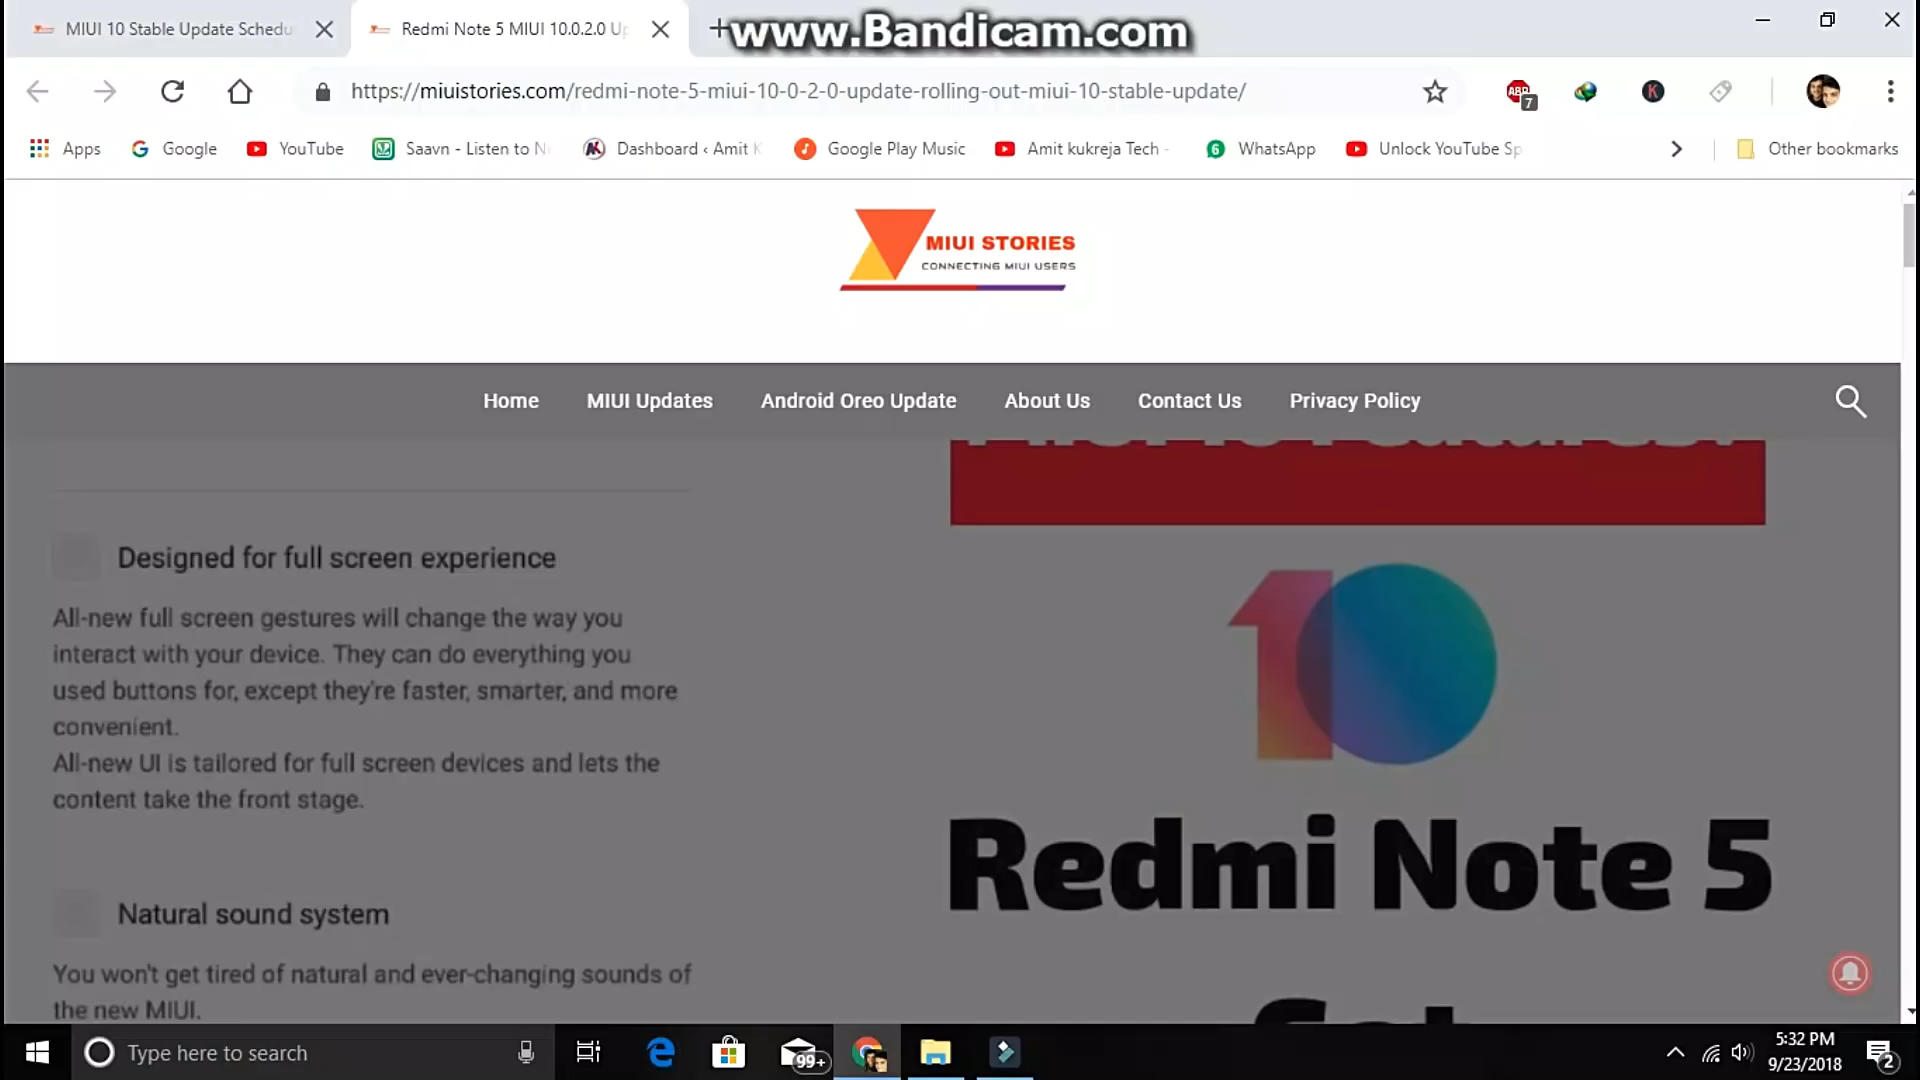 MIUI 10 Stable Update Schedu
Redmi Note 5 MIUI 10.0.2.0 Up
www.Bandicam.com
https://miuistories.com/redmi-note-5-miui-10-0-2-0-update-rolling-out-miui-10-stable-update/
ABP
7
K
Apps
Google
YouTube
Saavn - Listen to N
Dashboard ‹ Amit K
Google Play Music
Amit kukreja Tech -
6
WhatsApp
Unlock YouTube Sp
Other bookmarks
MIUI STORIES
CONNECTING MIUI USERS
Home
MIUI Updates
Android Oreo Update
About Us
Contact Us
Privacy Policy
Designed for full screen experience
All-new full screen gestures will change the way you
interact with your device. They can do everything you
used buttons for, except they're faster, smarter, and more
convenient.
All-new UI is tailored for full screen devices and lets the
content take the front stage.
Natural sound system
You won't get tired of natural and ever-changing sounds of
the new MIUI.
10
Redmi Note 5
Type here to search
99+
5:32 PM
9/23/2018
2